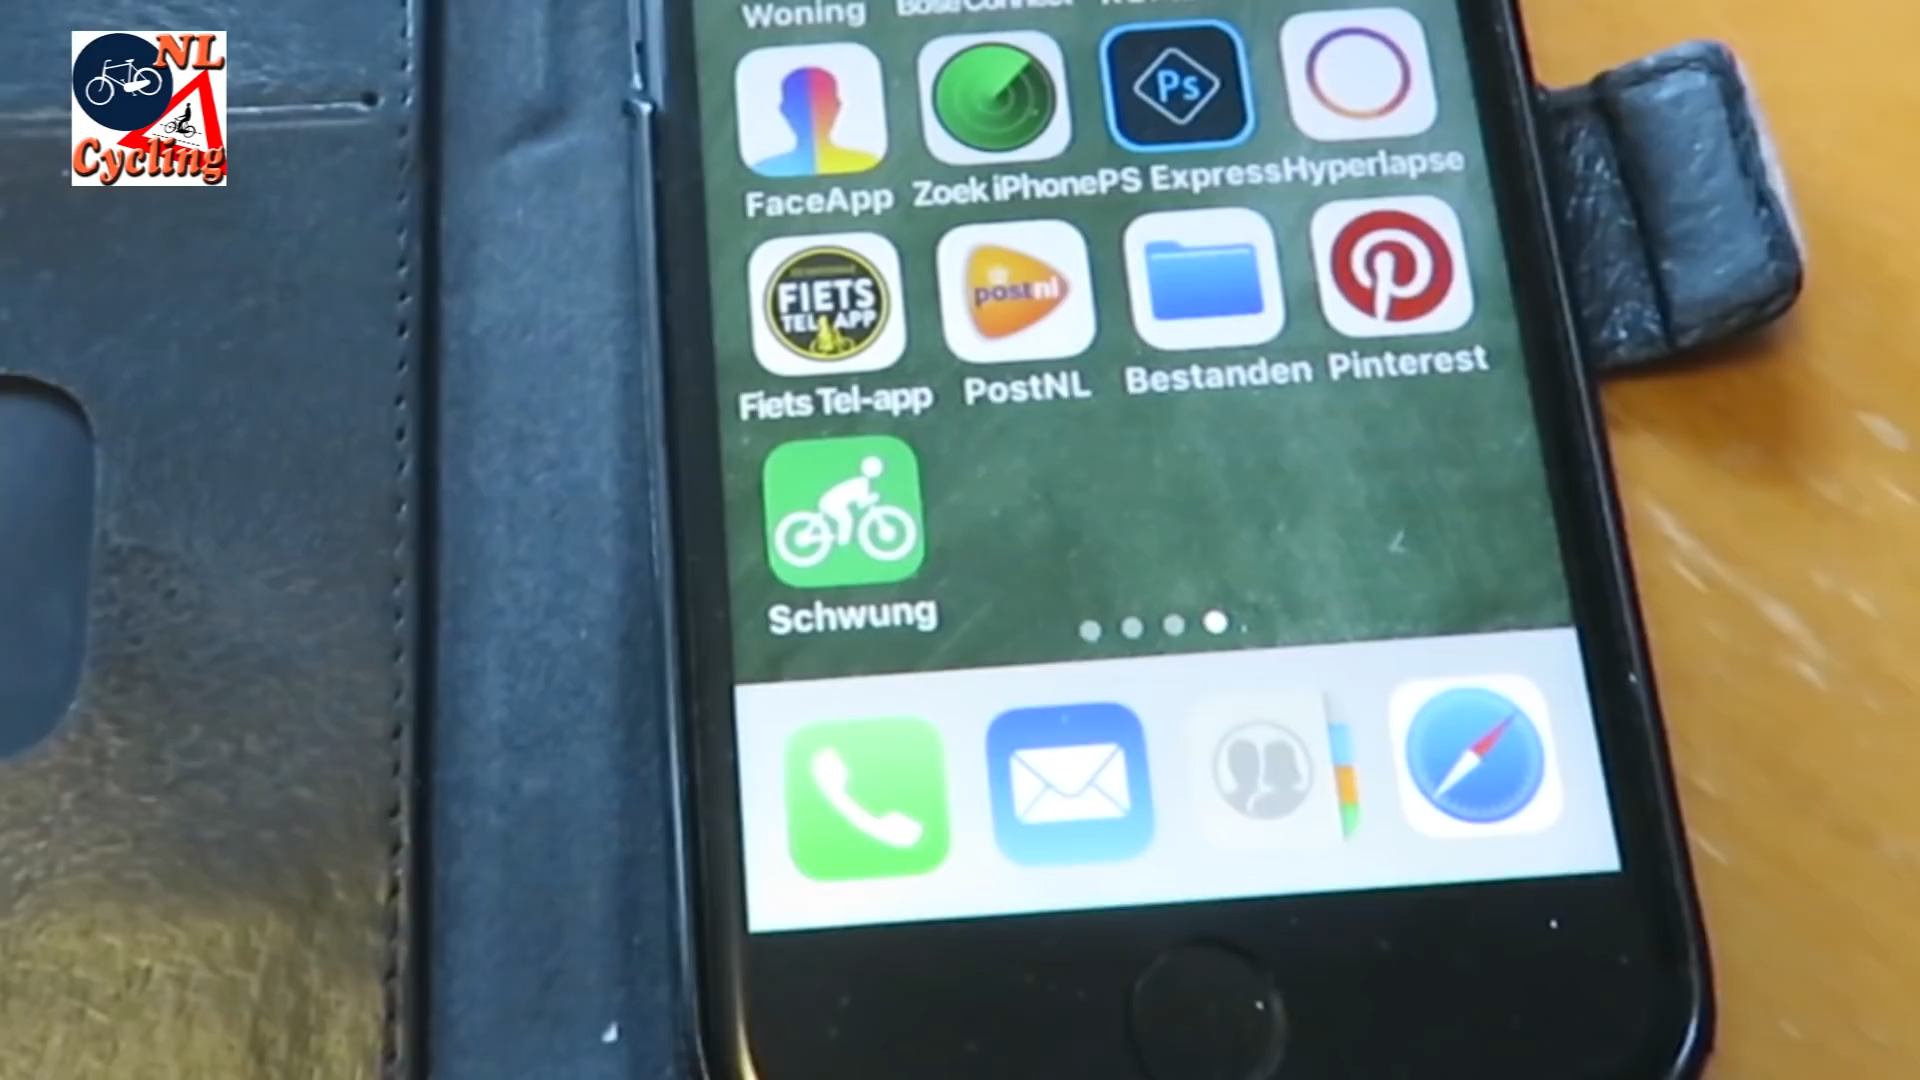 NL
Cycling
Woning
FaceApp
Zoek iPhone
PS Express
Hyperlapse
Ps
FIETS
TEL APP
postnl
Fiets Tel-app
PostNL
Bestanden
Pinterest
Schwung